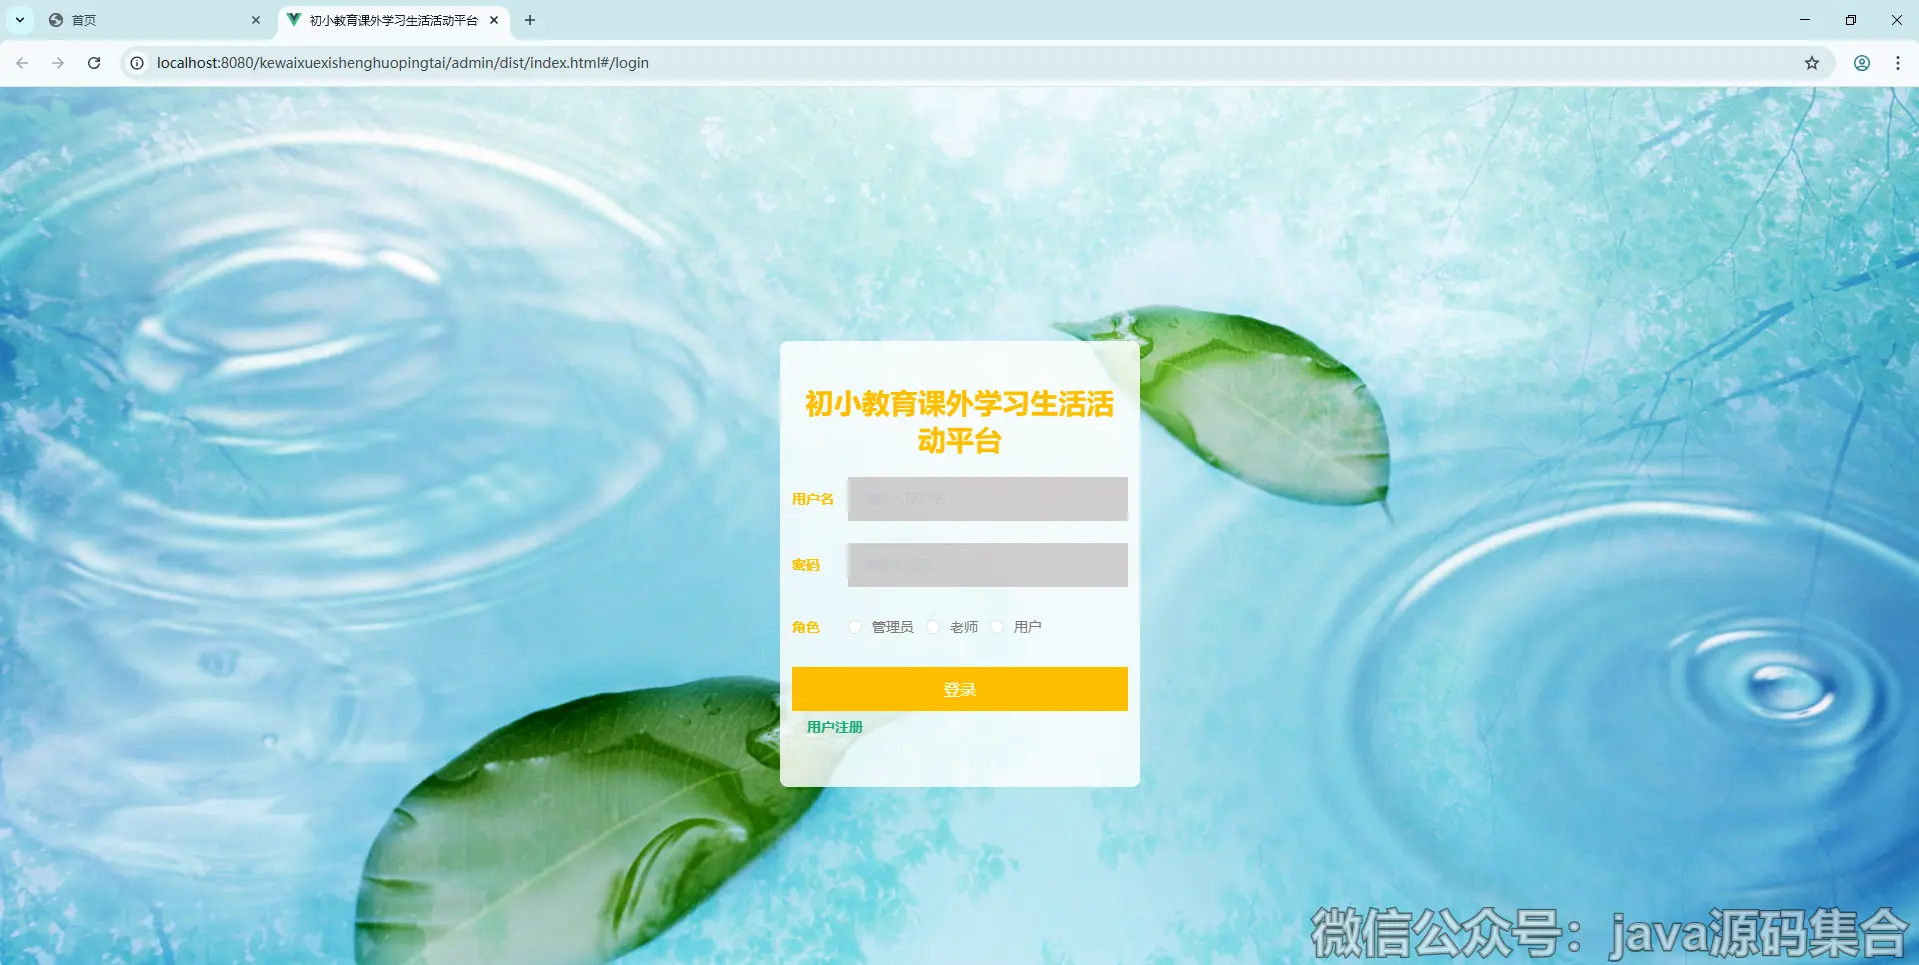 首页
初小教育课外学习生活活动平台
localhost:8080/kewaixuexishenghuopingtai/admin/dist/index.html#/login
初小教育课外学习生活活
动平台
用户名
密码
角色 管理员 老师 用户
登录
用户注册
微信公众号：java源码集合